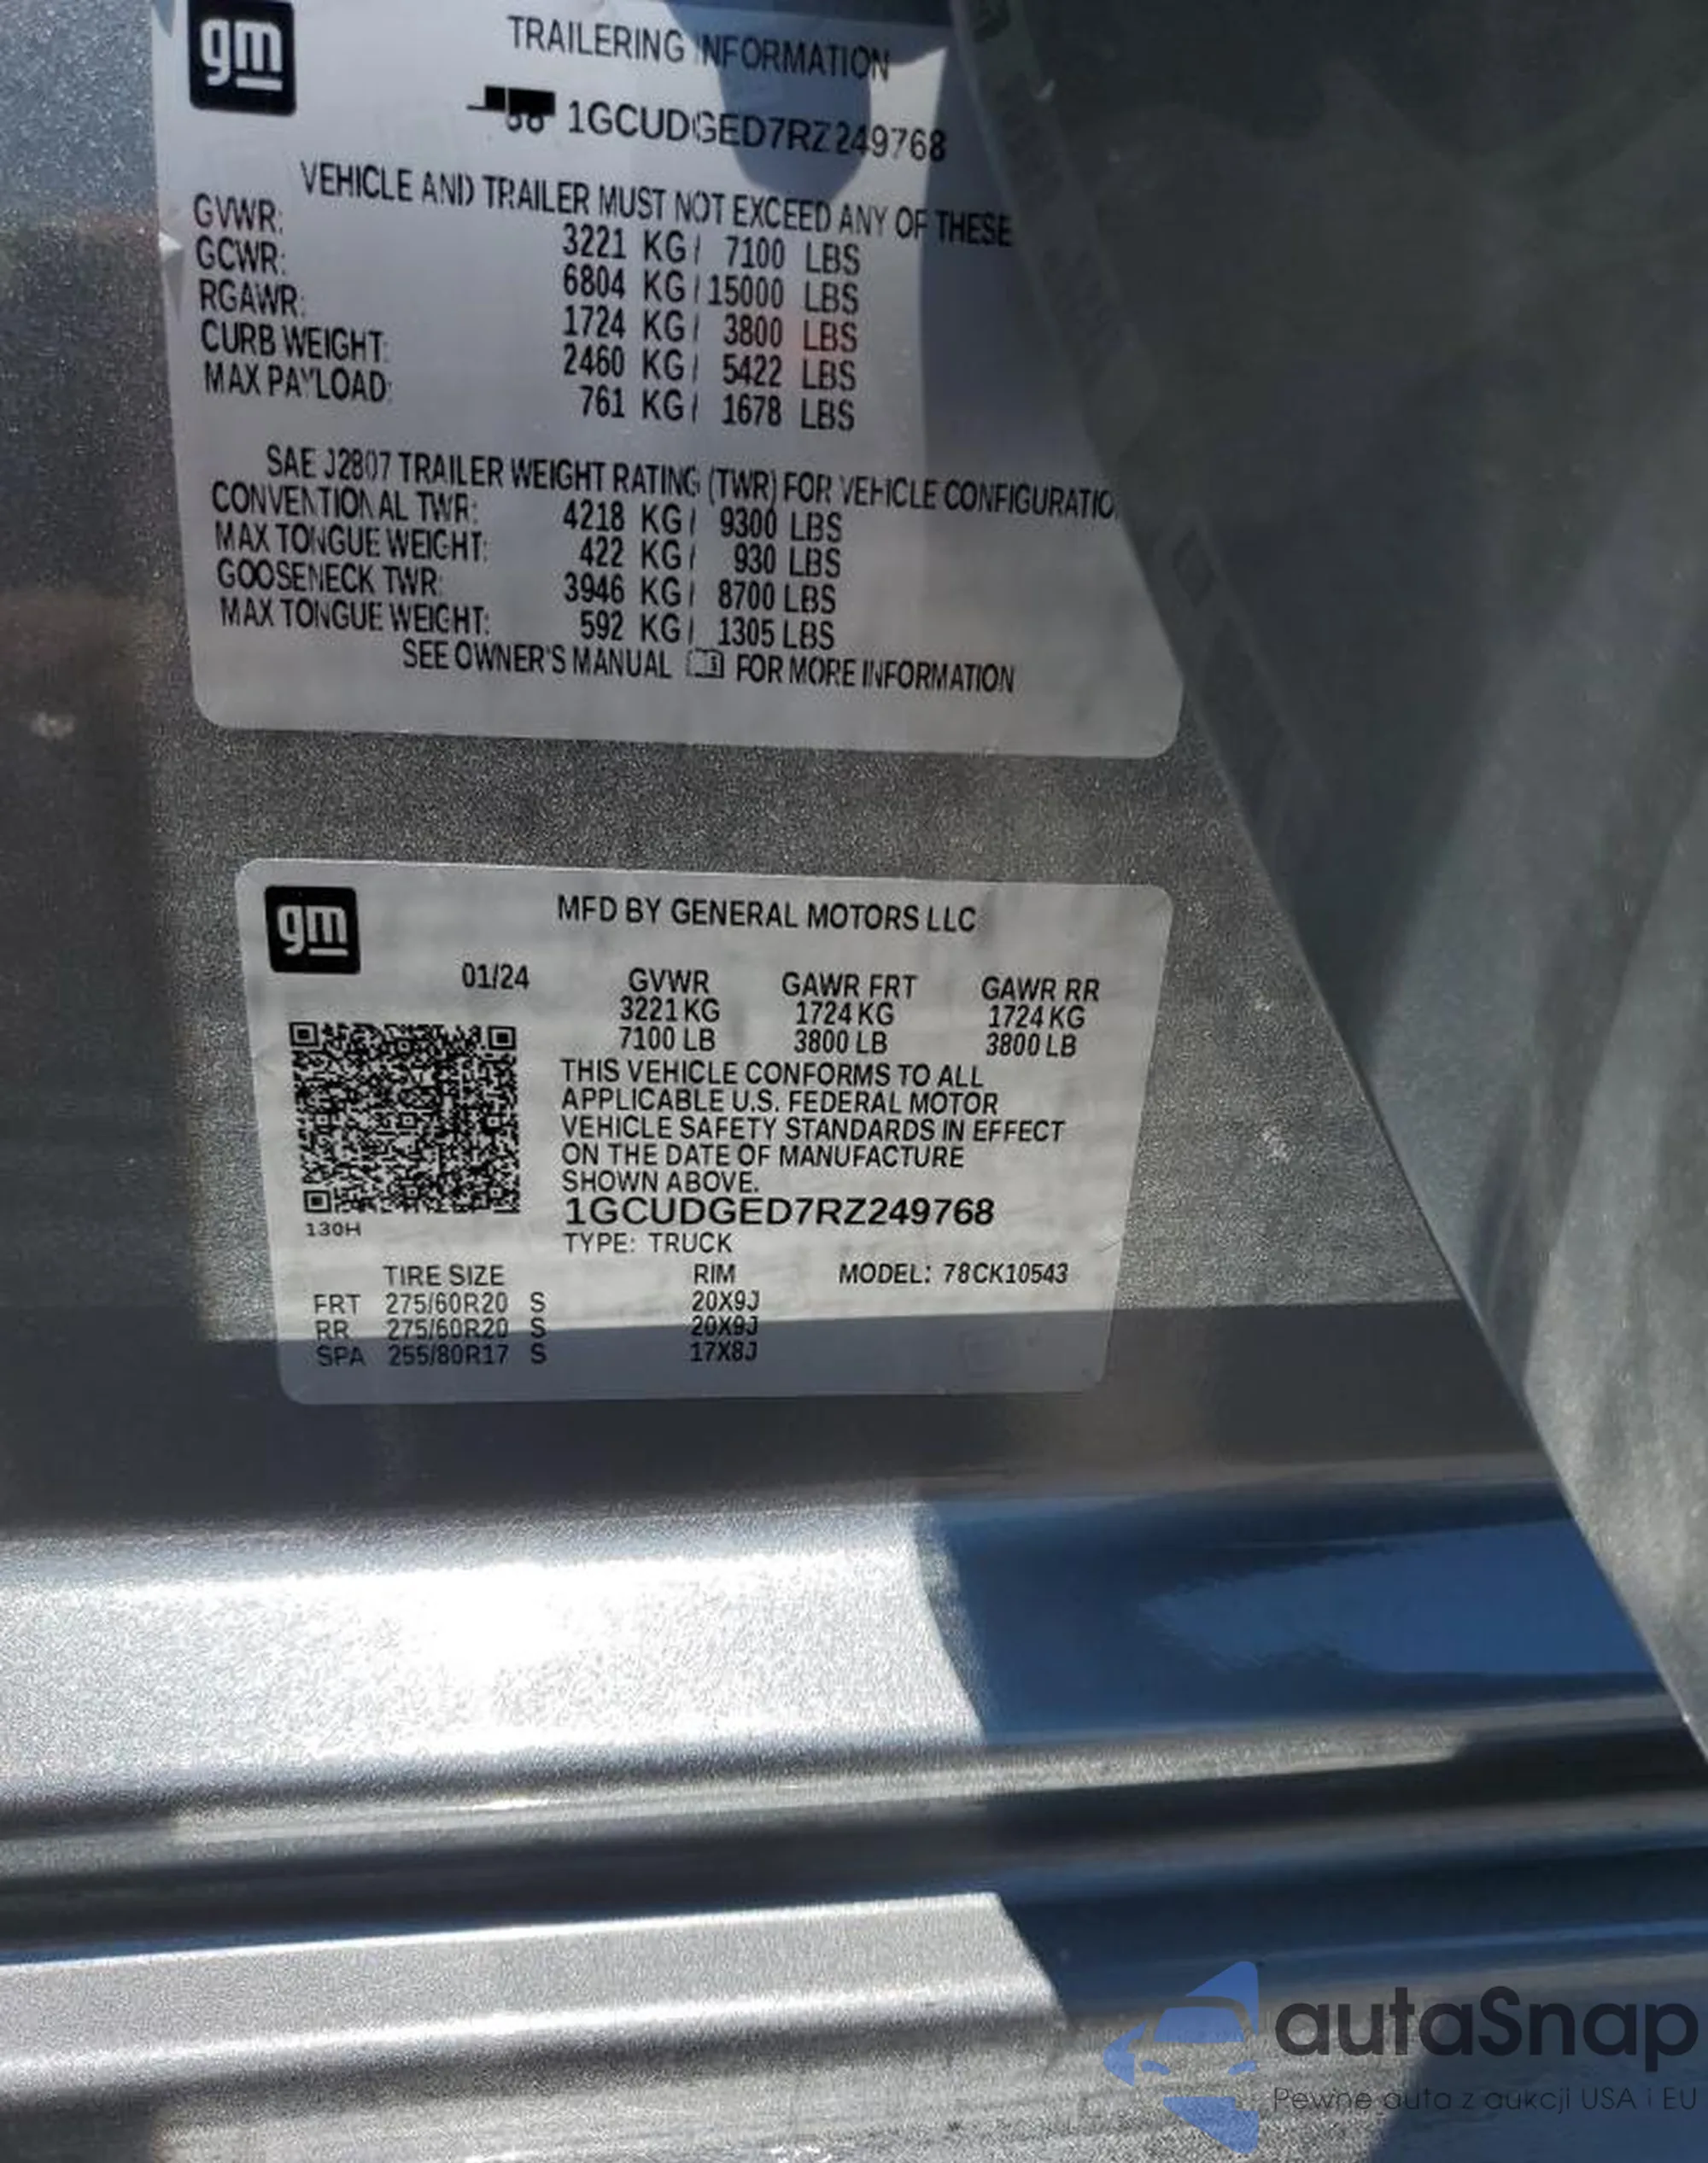 gm
TRAILERING INFORMATION
1GCUDGED7RZ249768
VEHICLE AND TRAILER MUST NOT EXCEED ANY OF THESE
GVWR: 3221 KG / 7100 LBS
GCWR: 6804 KG / 15000 LBS
RGAWR: 1724 KG / 3800 LBS
CURB WEIGHT: 2460 KG / 5422 LBS
MAX PAYLOAD: 761 KG / 1678 LBS
SAE J2807 TRAILER WEIGHT RATING (TWR) FOR VEHICLE CONFIGURATIO
CONVENTIONAL TWR: 4218 KG / 9300 LBS
MAX TONGUE WEIGHT: 422 KG / 930 LBS
GOOSENECK TWR: 3946 KG / 8700 LBS
MAX TONGUE WEIGHT: 592 KG / 1305 LBS
SEE OWNER'S MANUAL FOR MORE INFORMATION
gm
MFD BY GENERAL MOTORS LLC
01/24 GVWR GAWR FRT GAWR RR
3221 KG 1724 KG 1724 KG
7100 LB 3800 LB 3800 LB
THIS VEHICLE CONFORMS TO ALL
APPLICABLE U.S. FEDERAL MOTOR
VEHICLE SAFETY STANDARDS IN EFFECT
ON THE DATE OF MANUFACTURE
SHOWN ABOVE.
1GCUDGED7RZ249768
130H
TYPE: TRUCK
TIRE SIZE RIM MODEL: 78CK10543
FRT 275/60R20 S 20X9J
RR 275/60R20 S 20X9J
SPA 255/80R17 S 17X8J
autaSnap
Pewne auta z aukcji USA i EU